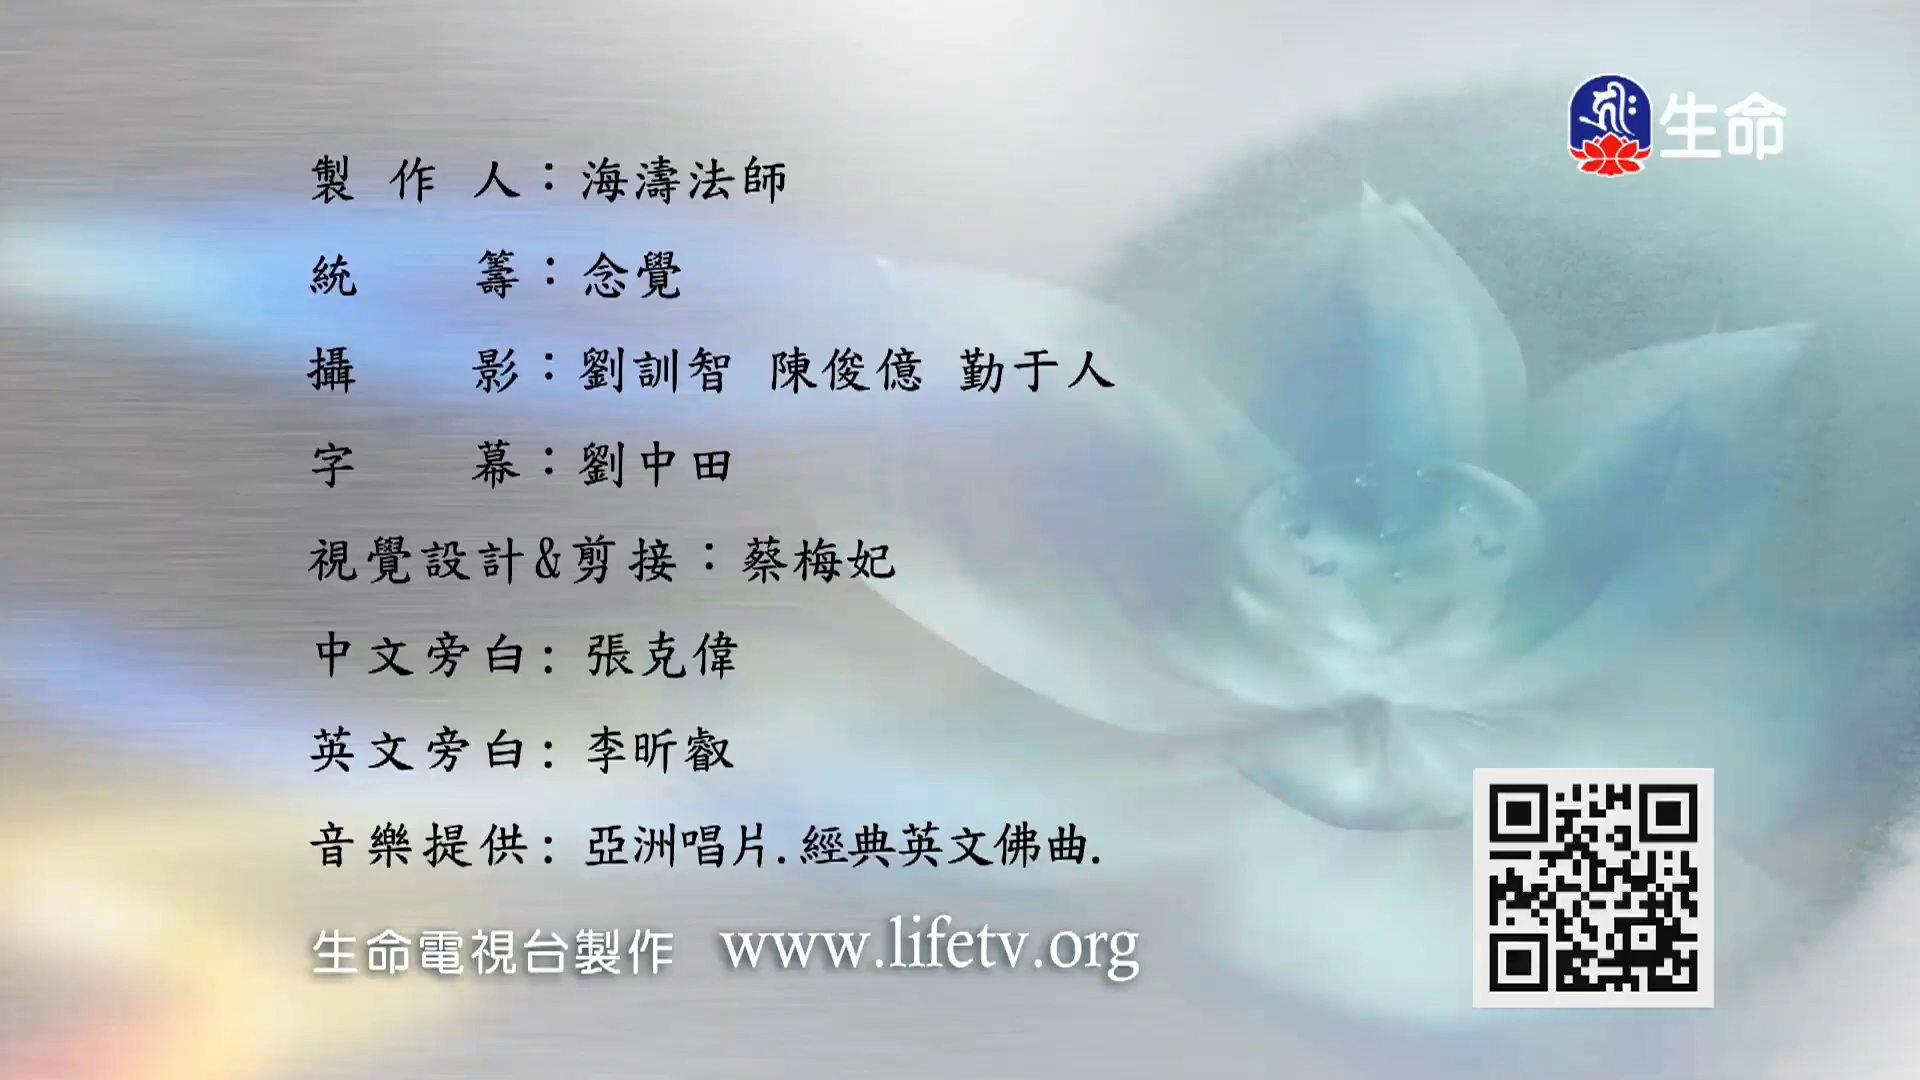 生命
製作人：海濤法師
統籌：念覺
攝影：劉訓智 陳俊億 勤于人
字幕：劉中田
視覺設計&剪接：蔡梅妃
中文旁白: 張克偉
英文旁白: 李昕叡
音樂提供: 亞洲唱片.經典英文佛曲.
生命電視台製作 www.lifetv.org